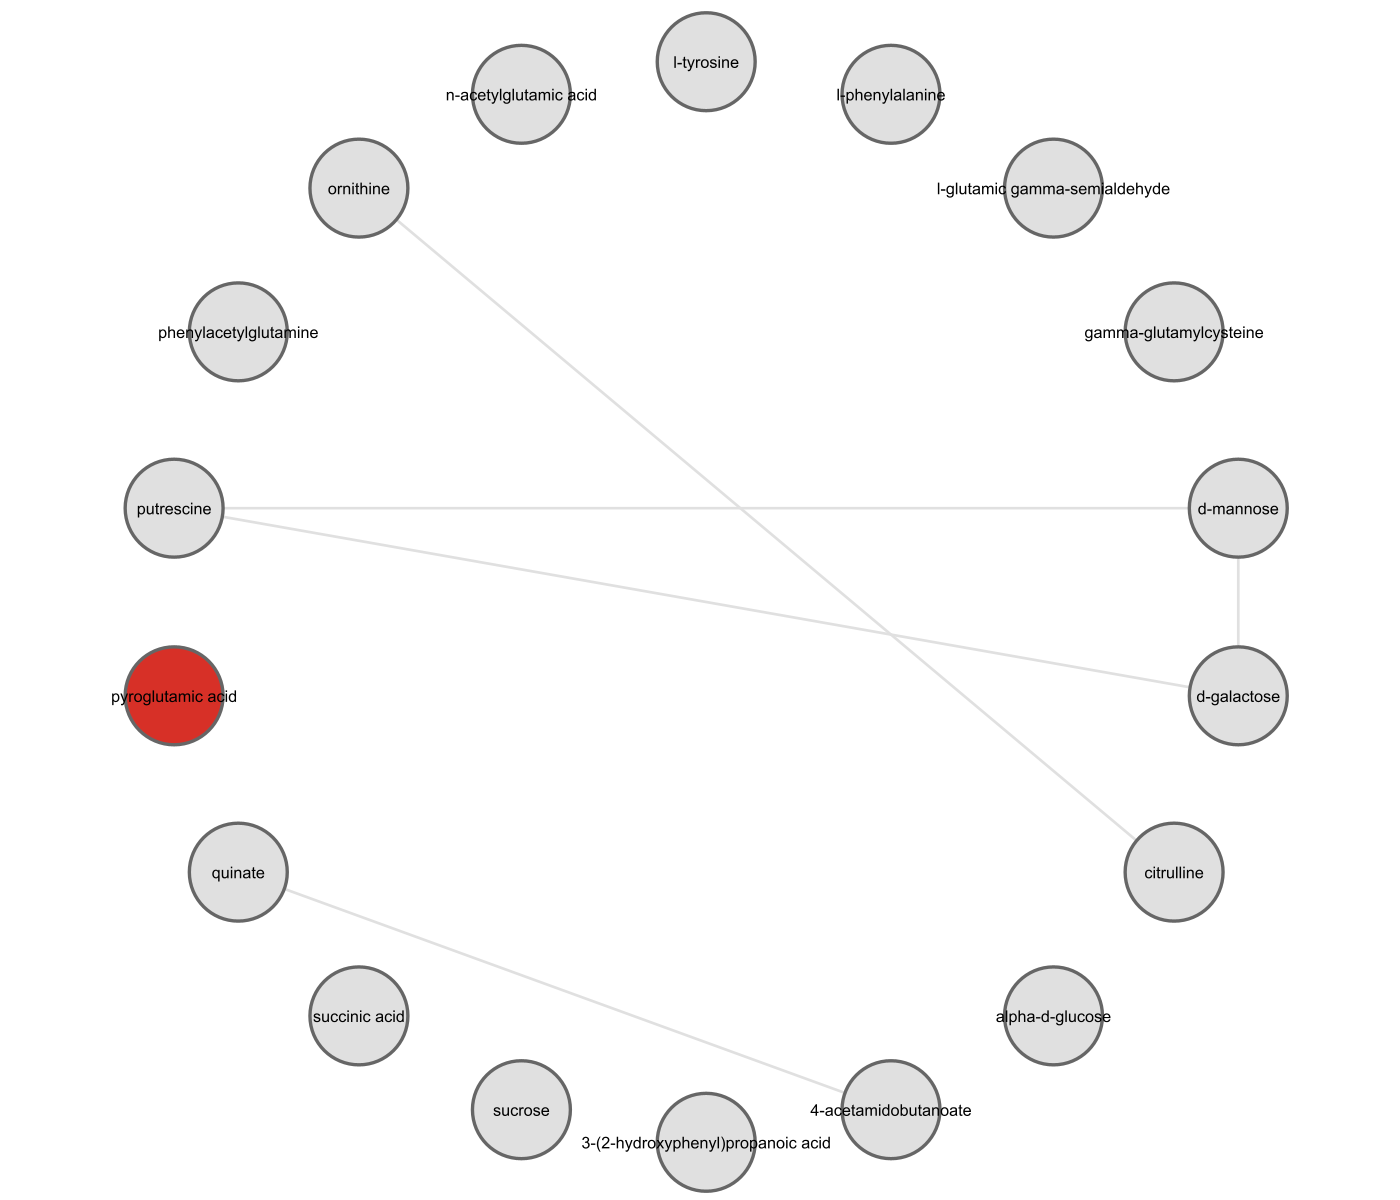 l-tyrosine
n-acetylglutamic acid
l-phenylalanine
ornithine
l-glutamic gamma-semialdehyde
phenylacetylglutamine
gamma-glutamylcysteine
putrescine
d-mannose
pyroglutamic acid
d-galactose
quinate
citrulline
succinic acid
alpha-d-glucose
sucrose
4-acetamidobutanoate
3-(2-hydroxyphenyl)propanoic acid